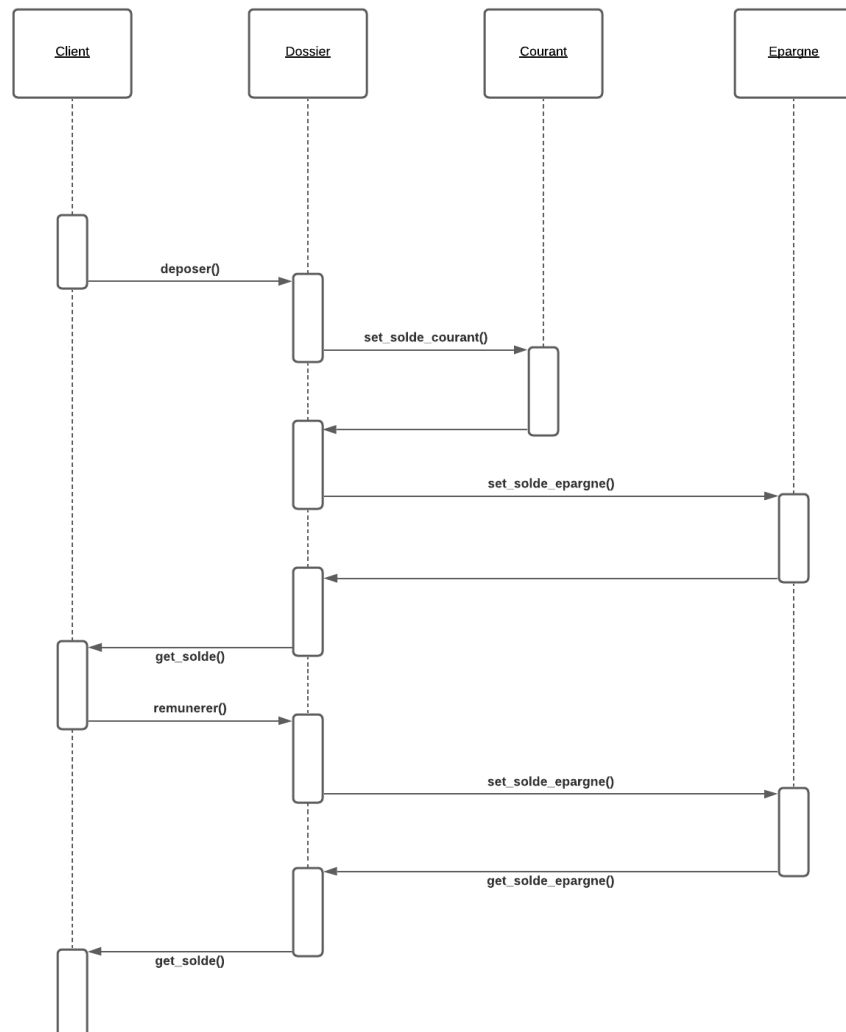 Client
Dossier
Courant
Epargne
deposer()
set_solde_courant()
set_solde_epargne()
get_solde()
remunerer()
set_solde_epargne()
get_solde_epargne()
get_solde()